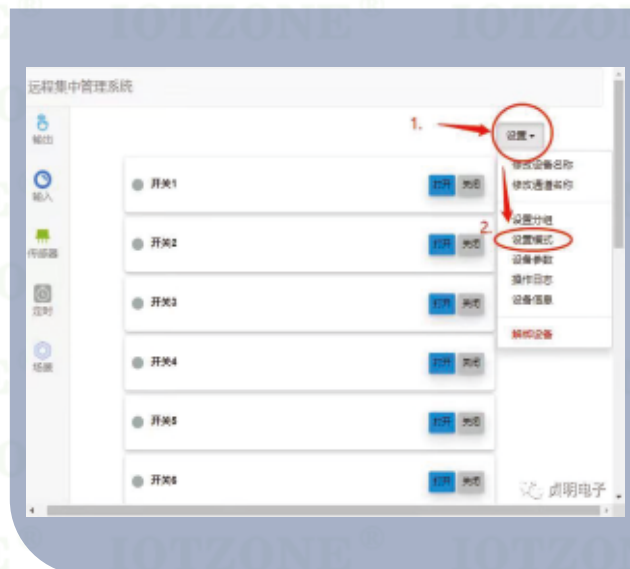 IOTZONE®
IOTZO
远程集中管理系统
1.
设置
输出
修改设备名称
修改通道名称
开关1
打开 关闭
输入
2.
设置分组
设置模式
开关2
打开 关闭
传感器
设备参数
操作日志
设备信息
开关3
打开 关闭
定时
解绑设备
开关4
打开 关闭
场景
开关5
打开 关闭
开关6
打开 关闭
贞明电子
IOTZONE®
IOTZO